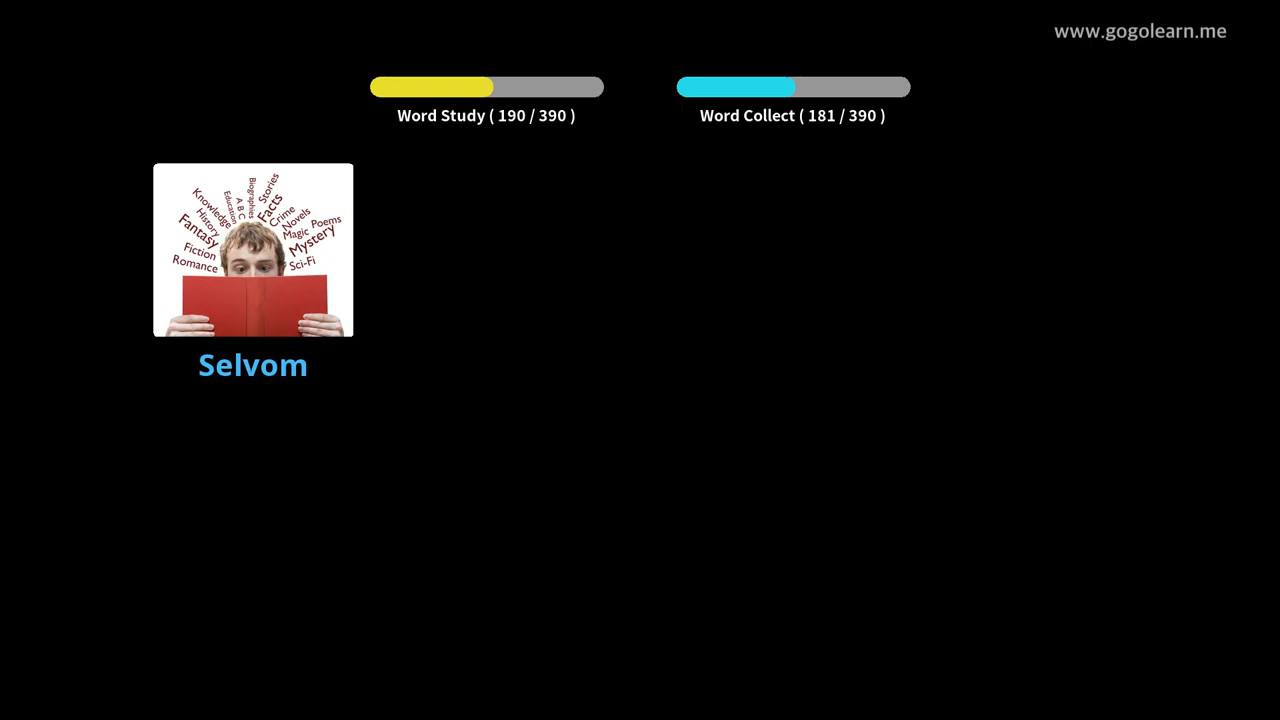 www.gogolearn.me
Word Study ( 190 / 390 )
Word Collect ( 181 / 390 )
Knowledge
History
Fantasy
Fiction
Romance
Education
A B C
Biographies
Stories
Facts
Crime
Novels
Magic
Poems
Mystery
Sci-Fi
Selvom